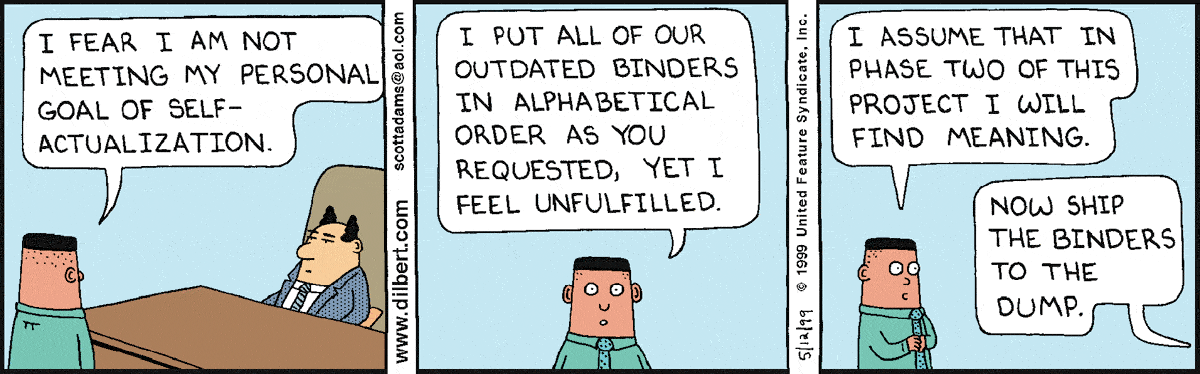 I FEAR I AM NOT
MEETING MY PERSONAL
GOAL OF SELF-
ACTUALIZATION.
www.dilbert.com scottadams@aol.com
I PUT ALL OF OUR
OUTDATED BINDERS
IN ALPHABETICAL
ORDER AS YOU
REQUESTED, YET I
FEEL UNFULFILLED.
5/12/99 © 1999 United Feature Syndicate, Inc.
I ASSUME THAT IN
PHASE TWO OF THIS
PROJECT I WILL
FIND MEANING.
NOW SHIP
THE BINDERS
TO THE
DUMP.